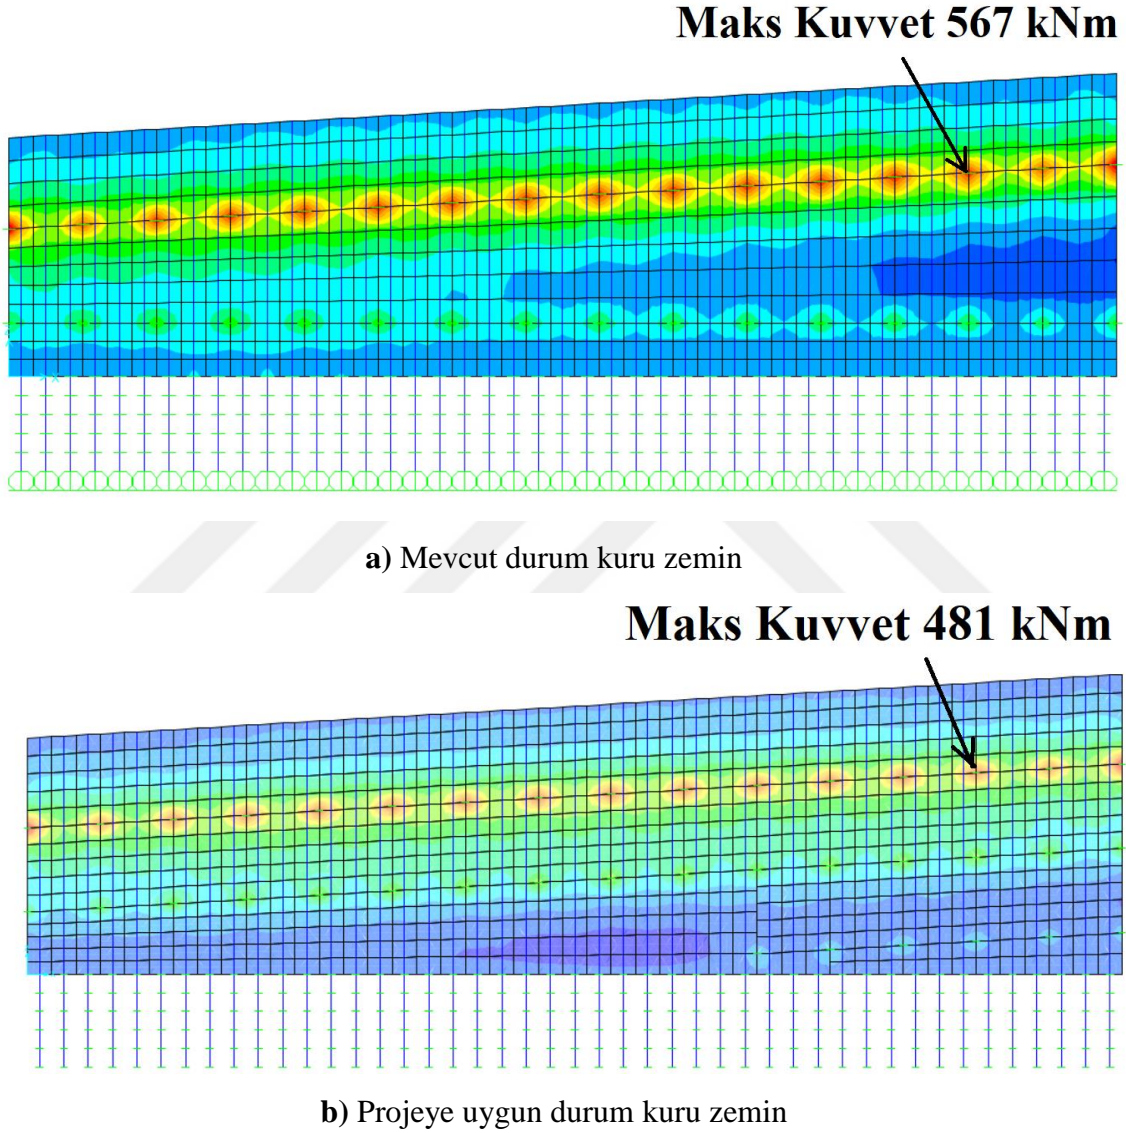 Maks Kuvvet 567 kNm
a) Mevcut durum kuru zemin
Maks Kuvvet 481 kNm
b) Projeye uygun durum kuru zemin